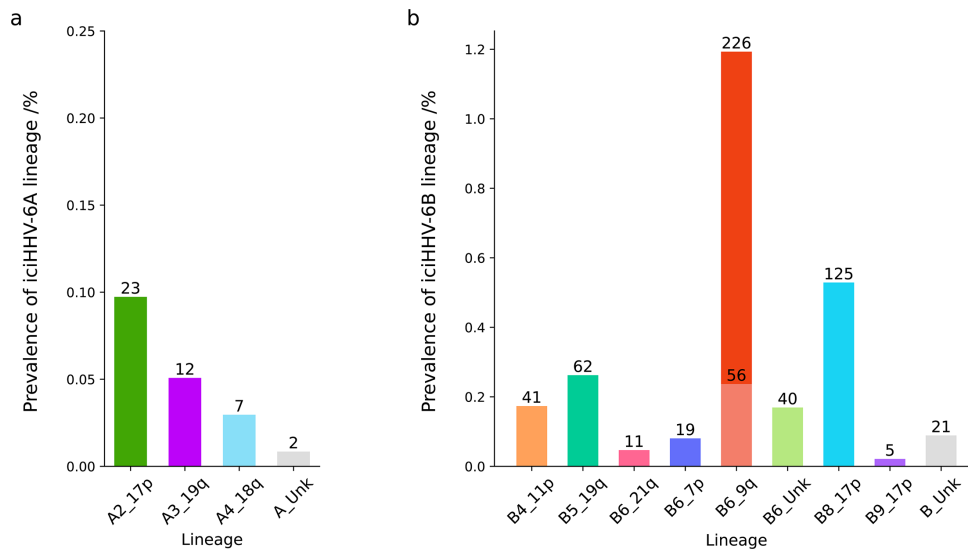 a
Prevalence of iciHHV-6A lineage /%
0.25
0.20
0.15
0.10
0.05
0.00
23
12
7
2
A2_17p
A3_19q
A4_18q
A_Unk
Lineage
b
Prevalence of iciHHV-6B lineage /%
1.2
1.0
0.8
0.6
0.4
0.2
0.0
41
62
11
19
226
56
40
125
5
21
B4_11p
B5_19q
B6_21q
B6_7p
B6_9q
B6_Unk
B8_17p
B9_17p
B_Unk
Lineage